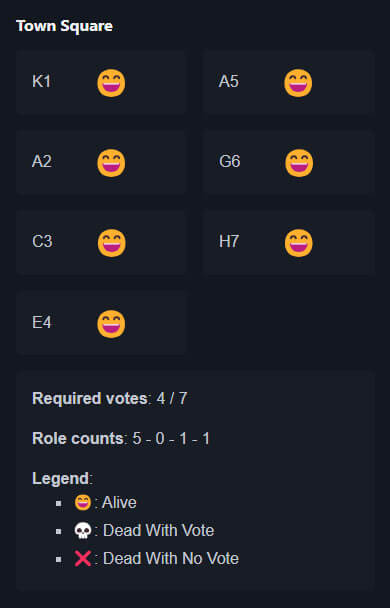 Town Square
K1
A5
A2
G6
C3
H7
E4
Required votes: 4 / 7
Role counts: 5 - 0 - 1 - 1
Legend:
😄: Alive
💀: Dead With Vote
❌: Dead With No Vote